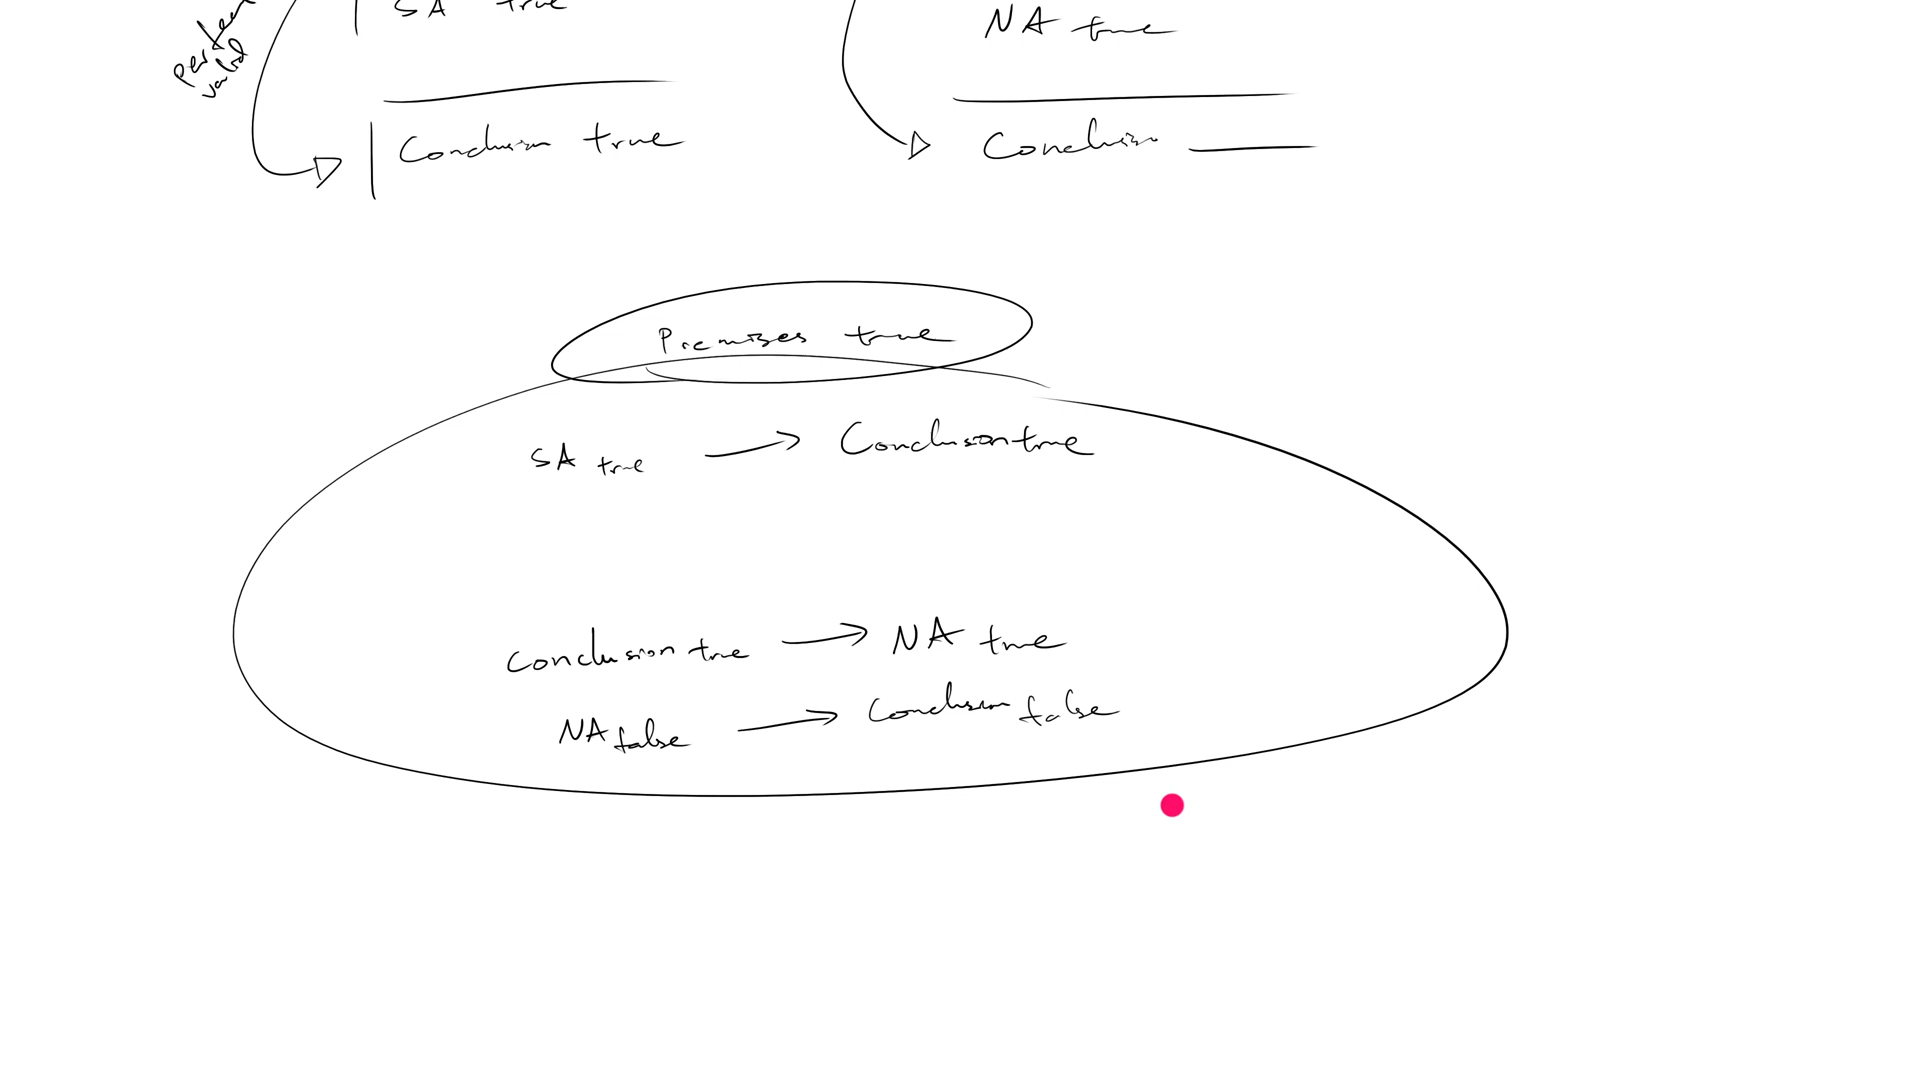 SA true
NA true
valid
Conclusion true
Conclusion
Premises true
SA true → Conclusion true
Conclusion true → NA true
NA false → Conclusion false